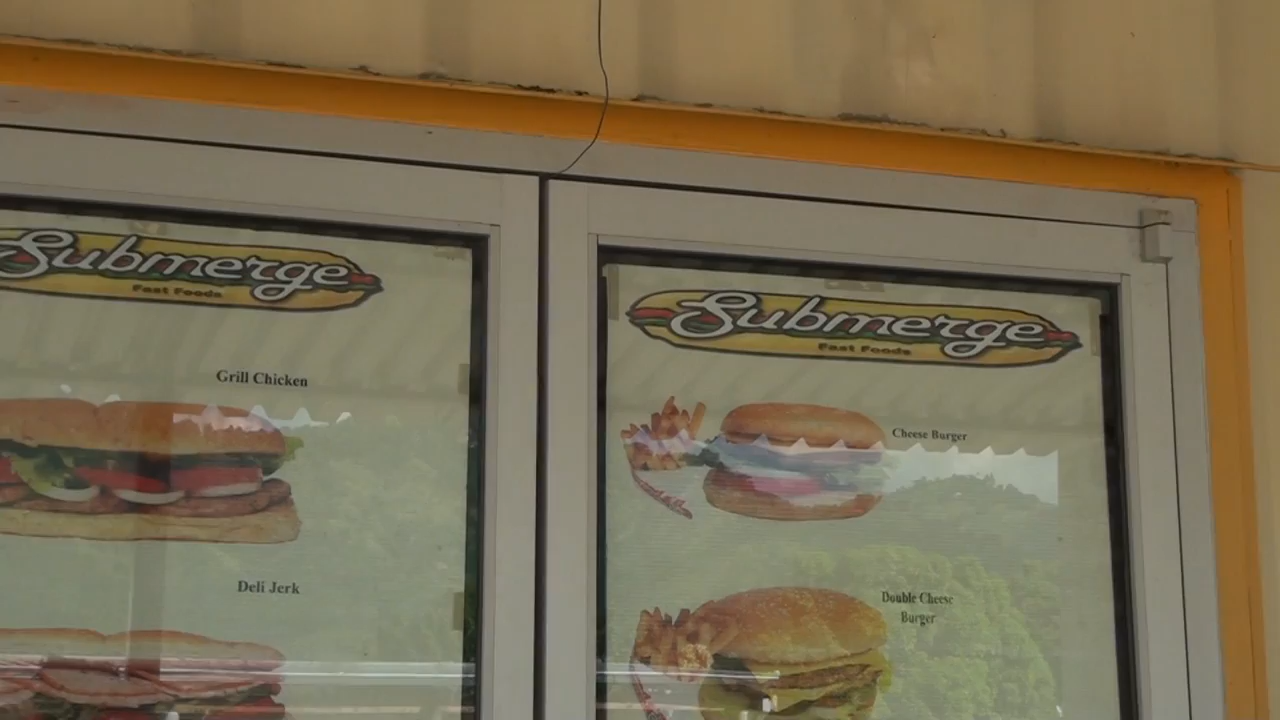 Submerge
Fast Foods
Grill Chicken
Deli Jerk
Submerge
Fast Foods
Cheese Burger
Double Cheese
Burger